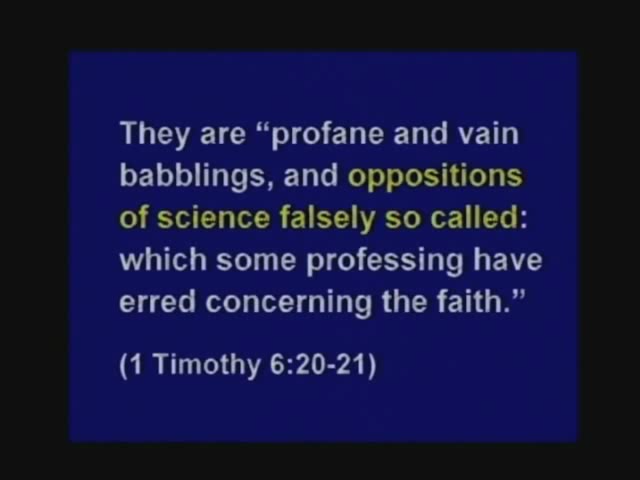 They are “profane and vain
babblings, and oppositions
of science falsely so called:
which some professing have
erred concerning the faith.”
(1 Timothy 6:20-21)